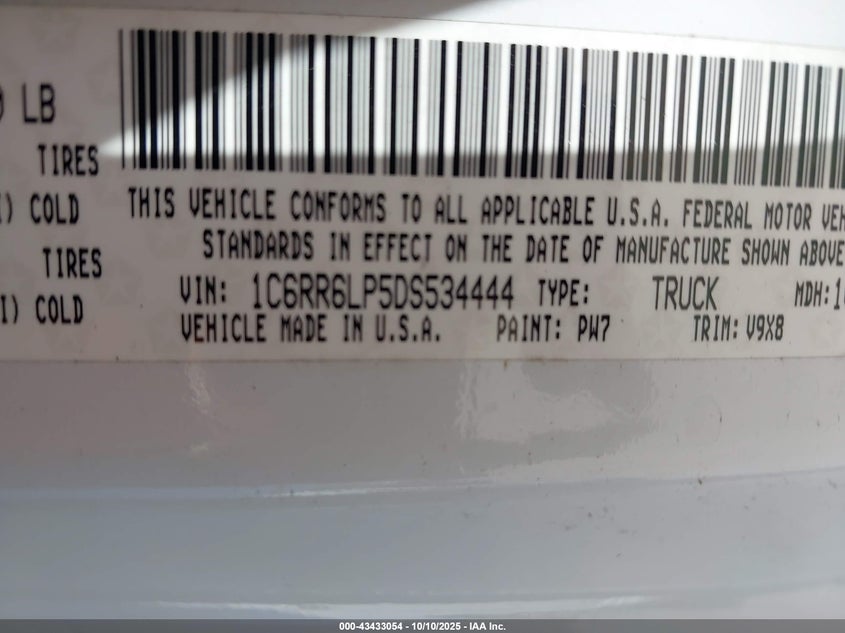 LB
TIRES
COLD
TIRES
COLD
THIS VEHICLE CONFORMS TO ALL APPLICABLE U.S.A. FEDERAL MOTOR VEH
STANDARDS IN EFFECT ON THE DATE OF MANUFACTURE SHOWN ABOVE
VIN: 1C6RR6LP5DS534444 TYPE: TRUCK MDH:
VEHICLE MADE IN U.S.A. PAINT: PW7 TRIM: V9X8
000-43433054 - 10/10/2025 - IAA Inc.